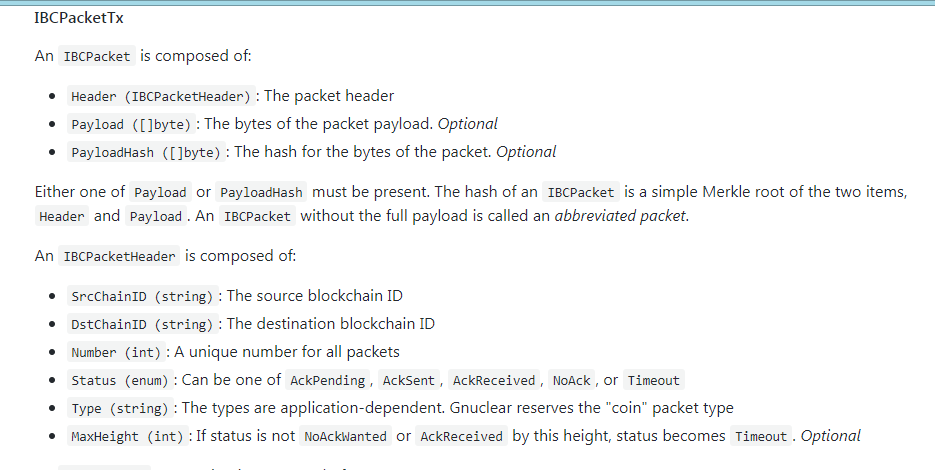 IBCPacketTx
An IBCPacket is composed of:
• Header (IBCPacketHeader) : The packet header
• Payload ([]byte) : The bytes of the packet payload. Optional
• PayloadHash ([]byte) : The hash for the bytes of the packet. Optional
Either one of Payload or PayloadHash must be present. The hash of an IBCPacket is a simple Merkle root of the two items,
Header and Payload . An IBCPacket without the full payload is called an abbreviated packet.
An IBCPacketHeader is composed of:
• SrcChainID (string) : The source blockchain ID
• DstChainID (string) : The destination blockchain ID
• Number (int) : A unique number for all packets
• Status (enum) : Can be one of AckPending , AckSent , AckReceived , NoAck , or Timeout
• Type (string) : The types are application-dependent. Gnuclear reserves the "coin" packet type
• MaxHeight (int) : If status is not NoAckWanted or AckReceived by this height, status becomes Timeout . Optional